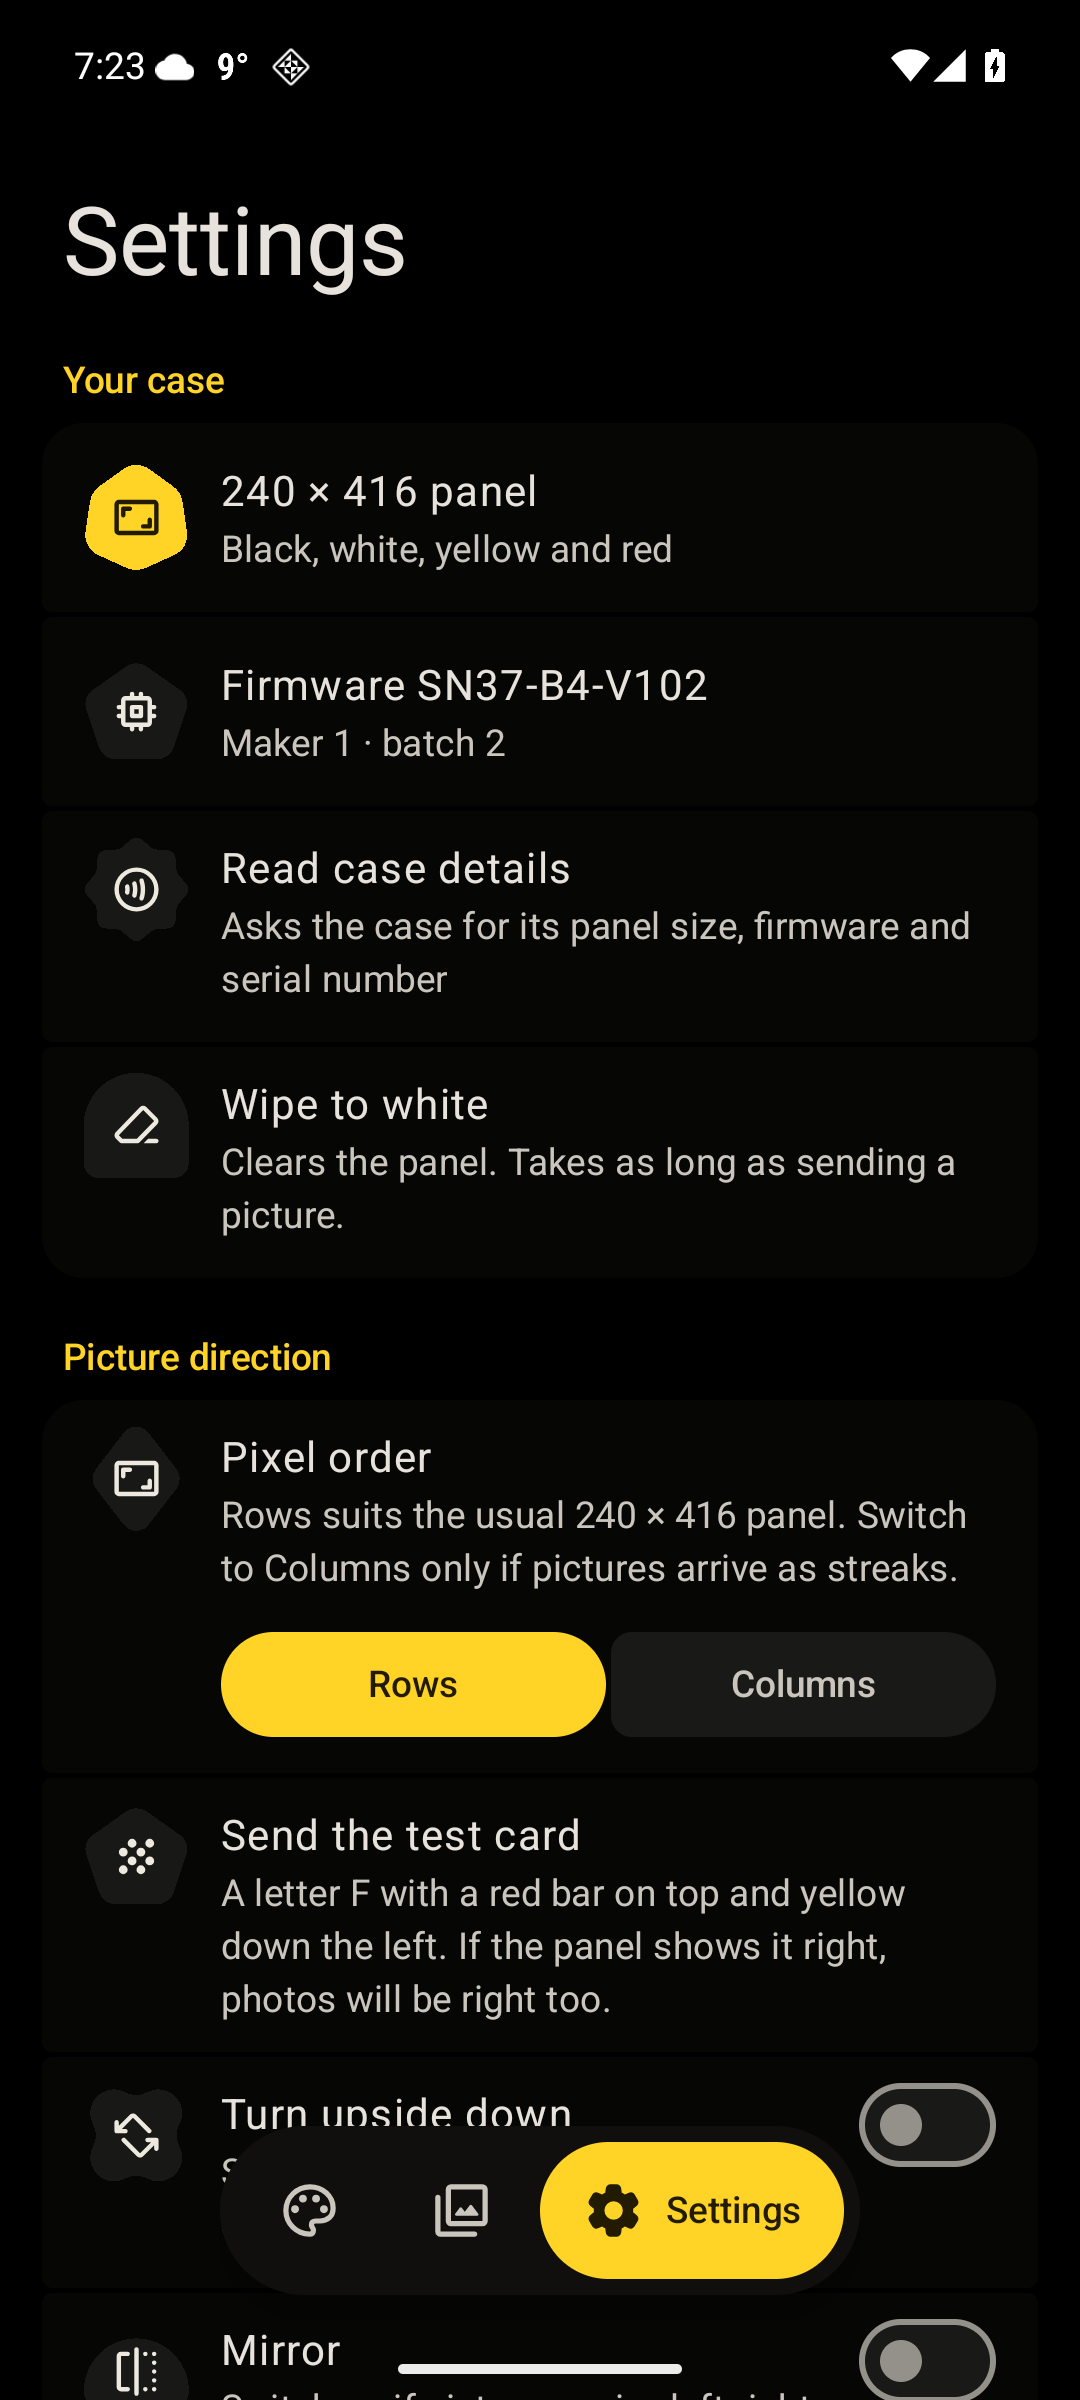 7:23 9°
Settings
Your case
240 × 416 panel
Black, white, yellow and red
Firmware SN37-B4-V102
Maker 1 · batch 2
Read case details
Asks the case for its panel size, firmware and
serial number
Wipe to white
Clears the panel. Takes as long as sending a
picture.
Picture direction
Pixel order
Rows suits the usual 240 × 416 panel. Switch
to Columns only if pictures arrive as streaks.
Rows Columns
Send the test card
A letter F with a red bar on top and yellow
down the left. If the panel shows it right,
photos will be right too.
Turn upside down
Settings
Mirror